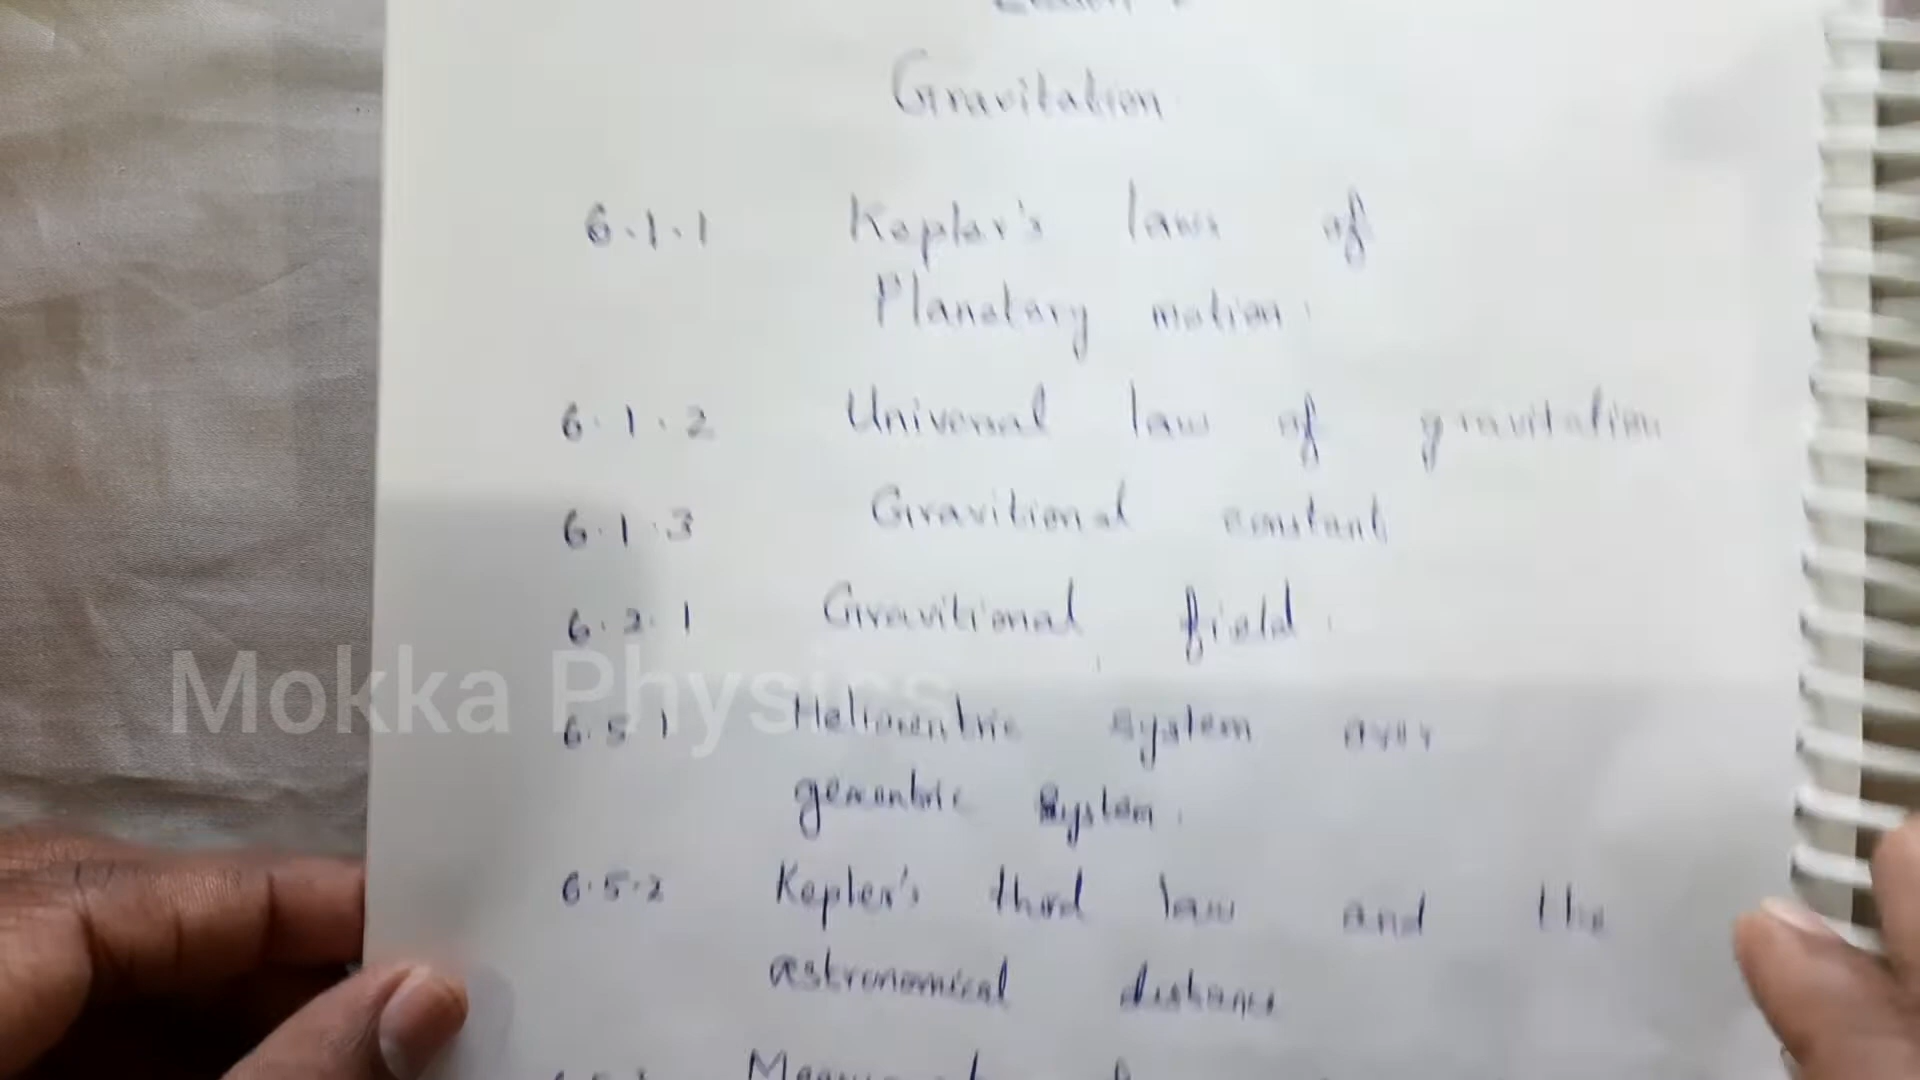 Gravitation
6.1.1 Kepler's laws of
Planetary motion.
6.1.2 Universal law of gravitation
6.1.3 Gravitional constant
6.2.1 Gravitional field.
Mokka Physics
6.5.1 Heliocentric system over
geocentric system.
6.5.2 Kepler's third law and the
astronomical distance